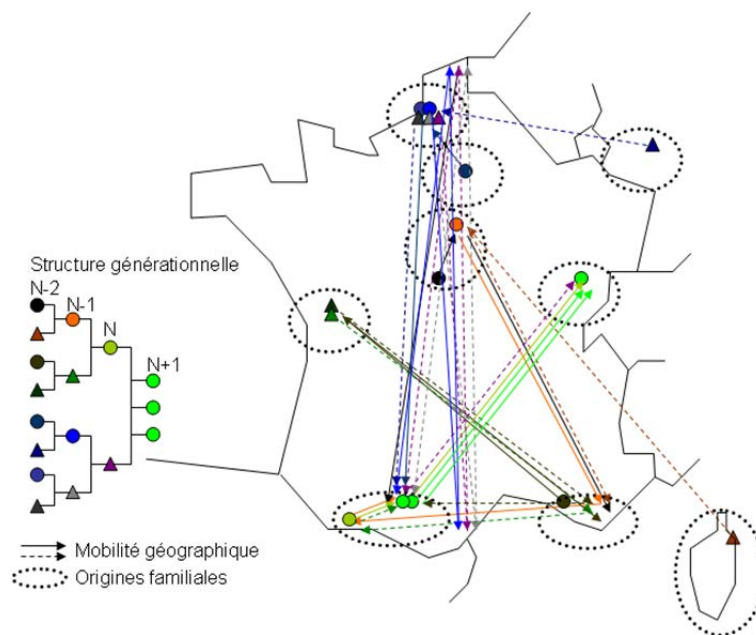 Structure générationnelle
N-2
N-1
N
N+1
Mobilité géographique
Origines familiales